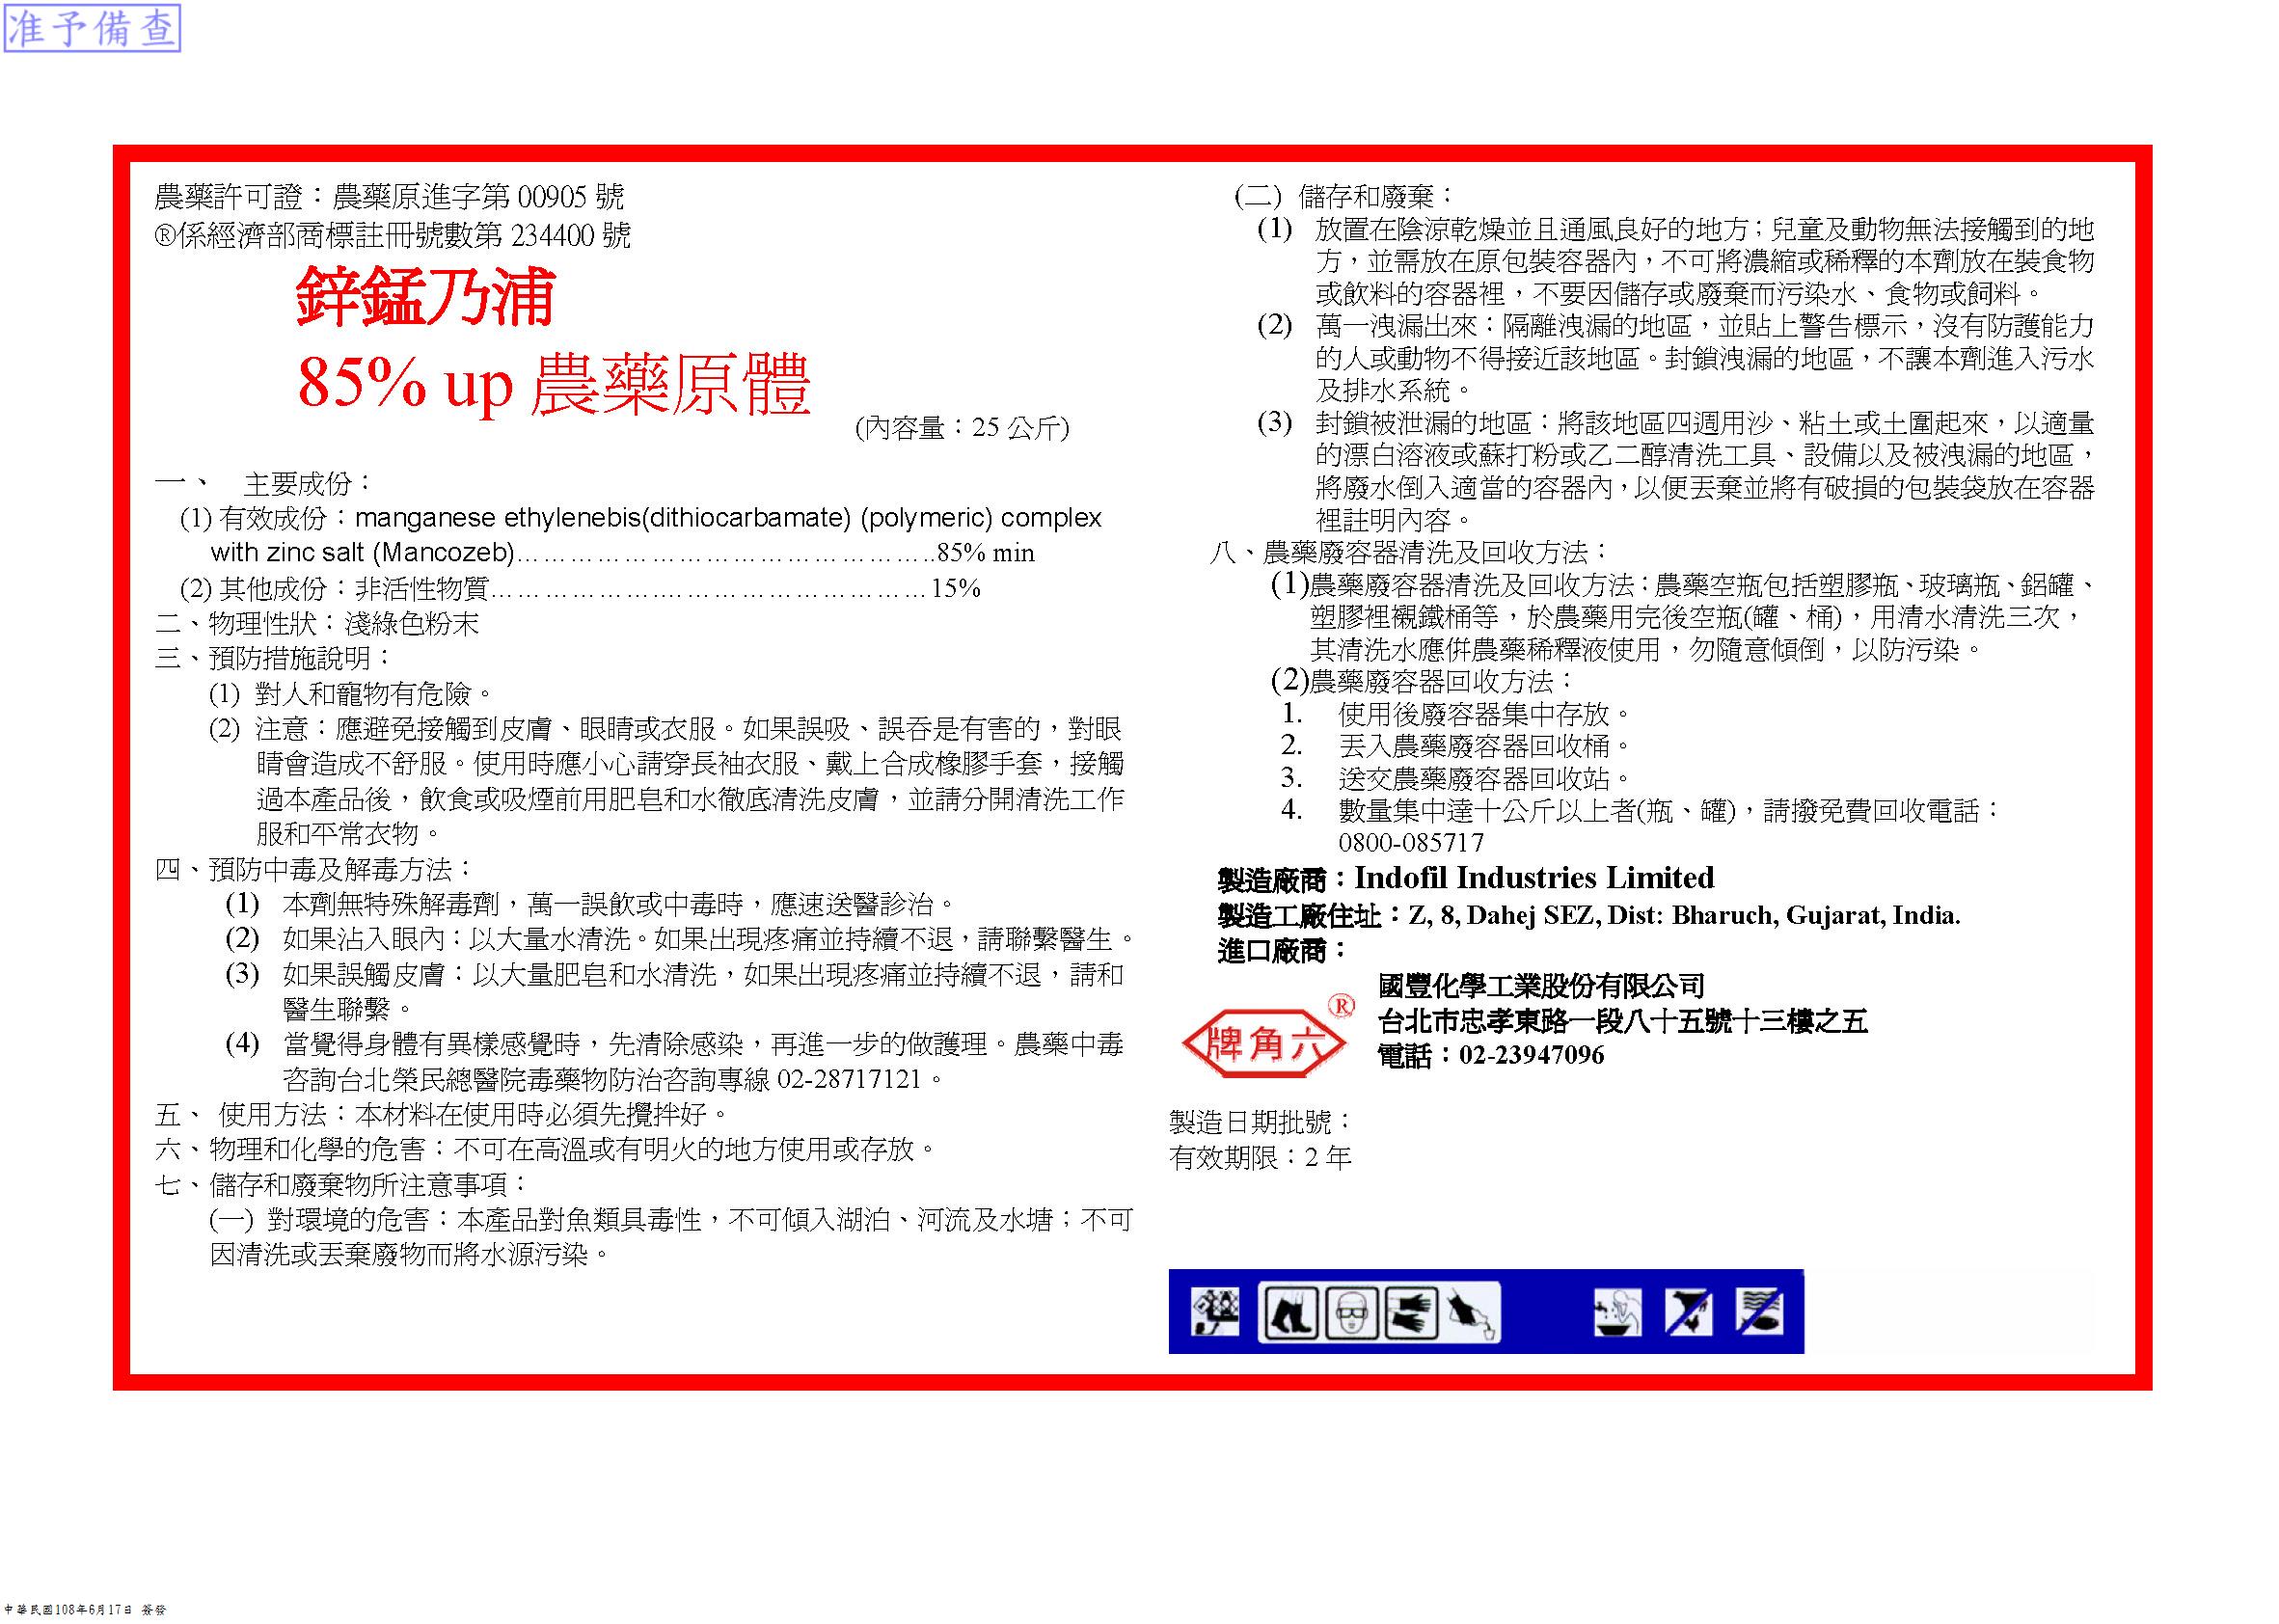 准予備查
農藥許可證：農藥原進字第 00905 號
®係經濟部商標註冊號數第 234400 號
鋅錳乃浦
85% up 農藥原體
(內容量：25 公斤)
一、 主要成份：
(1) 有效成份：manganese ethylenebis(dithiocarbamate) (polymeric) complex
with zinc salt (Mancozeb)…………………………………………..85% min
(2) 其他成份：非活性物質…………………………………………15%
二、物理性狀：淺綠色粉末
三、預防措施說明：
(1) 對人和寵物有危險。
(2) 注意：應避免接觸到皮膚、眼睛或衣服。如果誤吸、誤吞是有害的，對眼
睛會造成不舒服。使用時應小心請穿長袖衣服、戴上合成橡膠手套，接觸
過本產品後，飲食或吸煙前用肥皂和水徹底清洗皮膚，並請分開清洗工作
服和平常衣物。
四、預防中毒及解毒方法：
(1) 本劑無特殊解毒劑，萬一誤飲或中毒時，應速送醫診治。
(2) 如果沾入眼內：以大量水清洗。如果出現疼痛並持續不退，請聯繫醫生。
(3) 如果誤觸皮膚：以大量肥皂和水清洗，如果出現疼痛並持續不退，請和
醫生聯繫。
(4) 當覺得身體有異樣感覺時，先清除感染，再進一步的做護理。農藥中毒
咨詢台北榮民總醫院毒藥物防治咨詢專線 02-28717121。
五、 使用方法：本材料在使用時必須先攪拌好。
六、物理和化學的危害：不可在高溫或有明火的地方使用或存放。
七、儲存和廢棄物所注意事項：
(一) 對環境的危害：本產品對魚類具毒性，不可傾入湖泊、河流及水塘；不可
因清洗或丟棄廢物而將水源污染。
(二) 儲存和廢棄：
(1) 放置在陰涼乾燥並且通風良好的地方；兒童及動物無法接觸到的地
方，並需放在原包裝容器內，不可將濃縮或稀釋的本劑放在裝食物
或飲料的容器裡，不要因儲存或廢棄而污染水、食物或飼料。
(2) 萬一洩漏出來：隔離洩漏的地區，並貼上警告標示，沒有防護能力
的人或動物不得接近該地區。封鎖洩漏的地區，不讓本劑進入污水
及排水系統。
(3) 封鎖被泄漏的地區：將該地區四週用沙、粘土或土圍起來，以適量
的漂白溶液或蘇打粉或乙二醇清洗工具、設備以及被洩漏的地區，
將廢水倒入適當的容器內，以便丟棄並將有破損的包裝袋放在容器
裡註明內容。
八、農藥廢容器清洗及回收方法：
(1)農藥廢容器清洗及回收方法：農藥空瓶包括塑膠瓶、玻璃瓶、鋁罐、
塑膠裡襯鐵桶等，於農藥用完後空瓶(罐、桶)，用清水清洗三次，
其清洗水應併農藥稀釋液使用，勿隨意傾倒，以防污染。
(2)農藥廢容器回收方法：
1. 使用後廢容器集中存放。
2. 丟入農藥廢容器回收桶。
3. 送交農藥廢容器回收站。
4. 數量集中達十公斤以上者(瓶、罐)，請撥免費回收電話：
0800-085717
製造廠商：Indofil Industries Limited
製造工廠住址：Z, 8, Dahej SEZ, Dist: Bharuch, Gujarat, India.
進口廠商：
國豐化學工業股份有限公司
台北市忠孝東路一段八十五號十三樓之五
電話：02-23947096
牌角六®
製造日期批號：
有效期限：2 年
中華民國108年6月17日 簽發